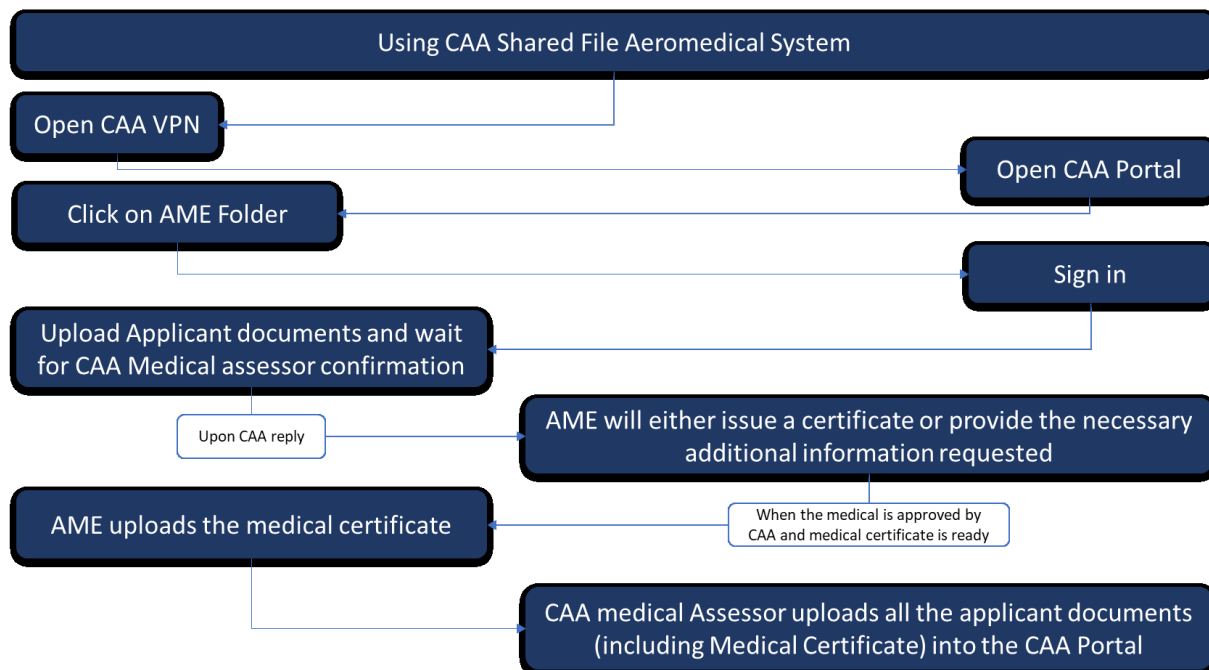 Using CAA Shared File Aeromedical System
Open CAA VPN
Open CAA Portal
Click on AME Folder
Sign in
Upload Applicant documents and wait
for CAA Medical assessor confirmation
Upon CAA reply
AME will either issue a certificate or provide the necessary
additional information requested
When the medical is approved by
CAA and medical certificate is ready
AME uploads the medical certificate
CAA medical Assessor uploads all the applicant documents
(including Medical Certificate) into the CAA Portal